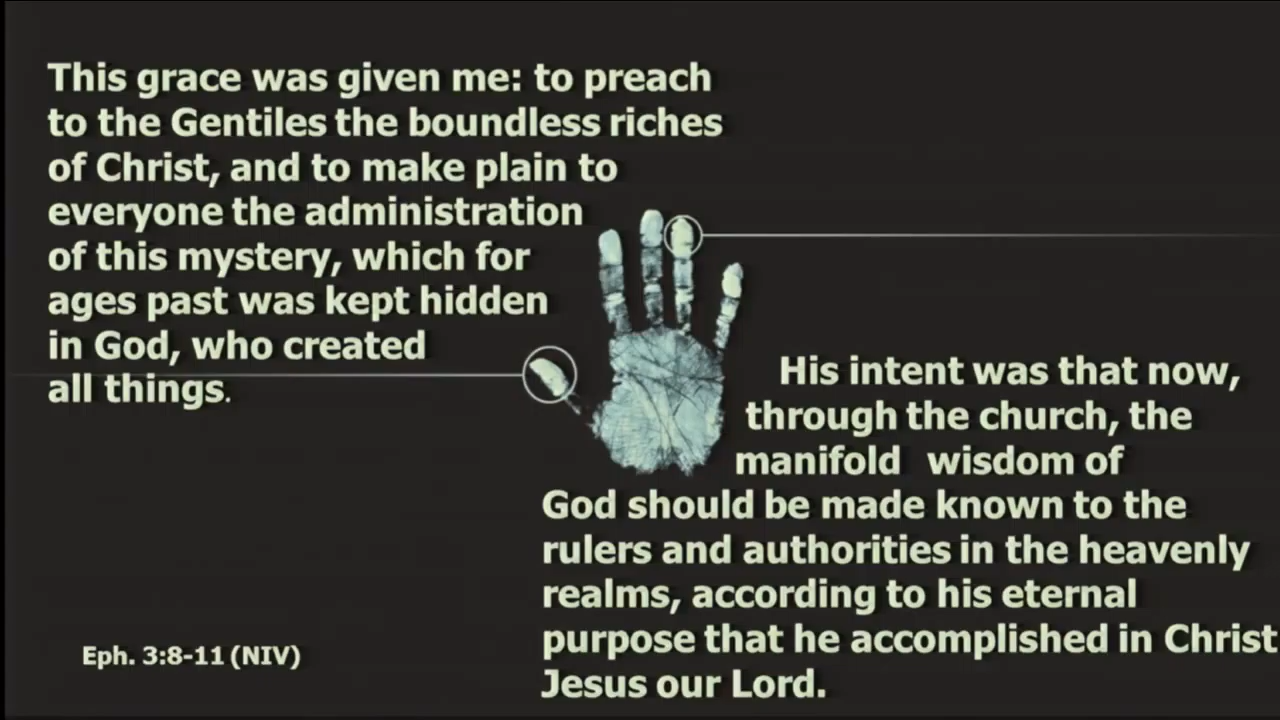 This grace was given me: to preach
to the Gentiles the boundless riches
of Christ, and to make plain to
everyone the administration
of this mystery, which for
ages past was kept hidden
in God, who created
all things.
His intent was that now,
through the church, the
manifold wisdom of
God should be made known to the
rulers and authorities in the heavenly
realms, according to his eternal
purpose that he accomplished in Christ
Jesus our Lord.
Eph. 3:8-11 (NIV)